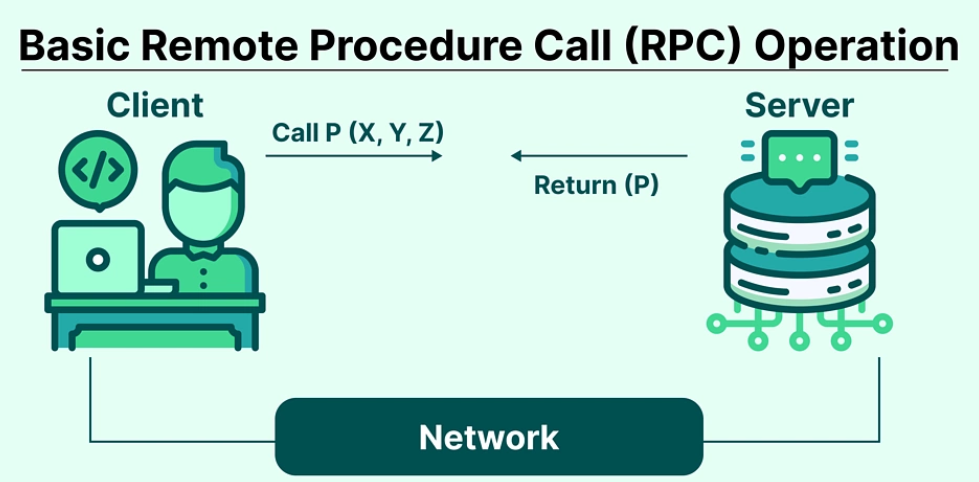 Basic Remote Procedure Call (RPC) Operation
Client
Server
Call P (X, Y, Z)
Return (P)
</>
Network